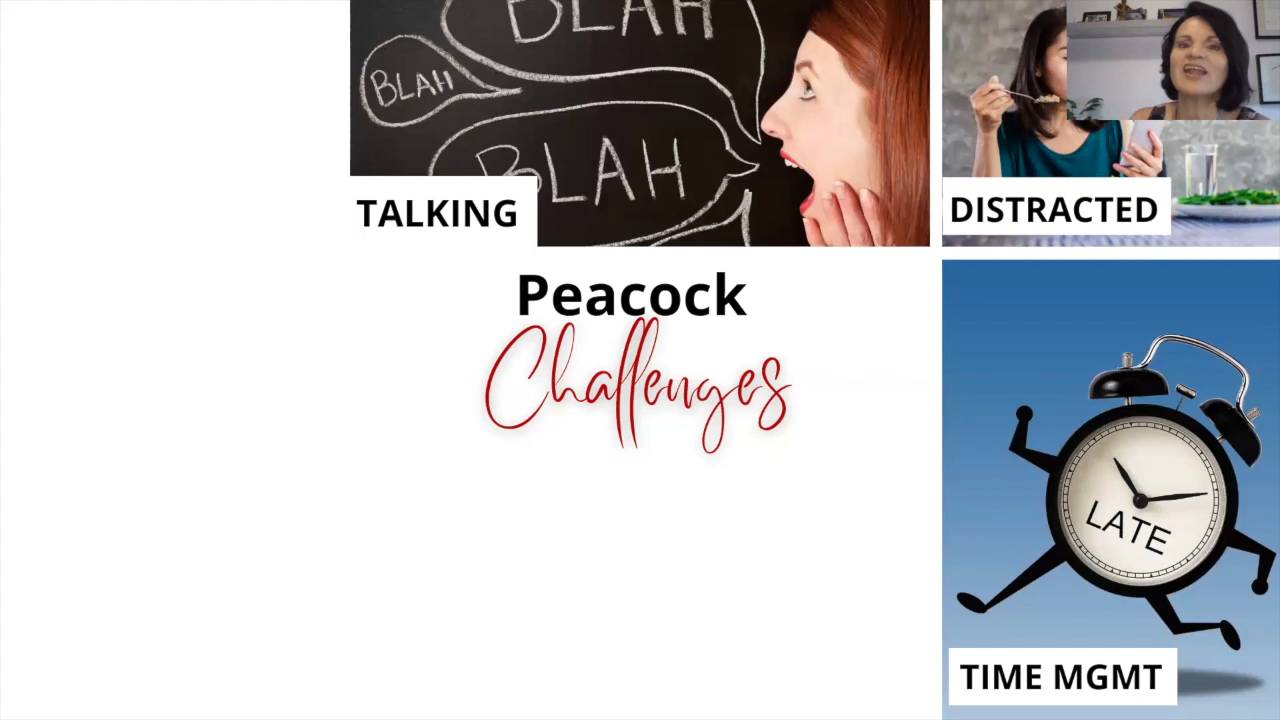 BLAH
BLAH
BLAH
TALKING
DISTRACTED
Peacock
Challenges
LATE
TIME MGMT